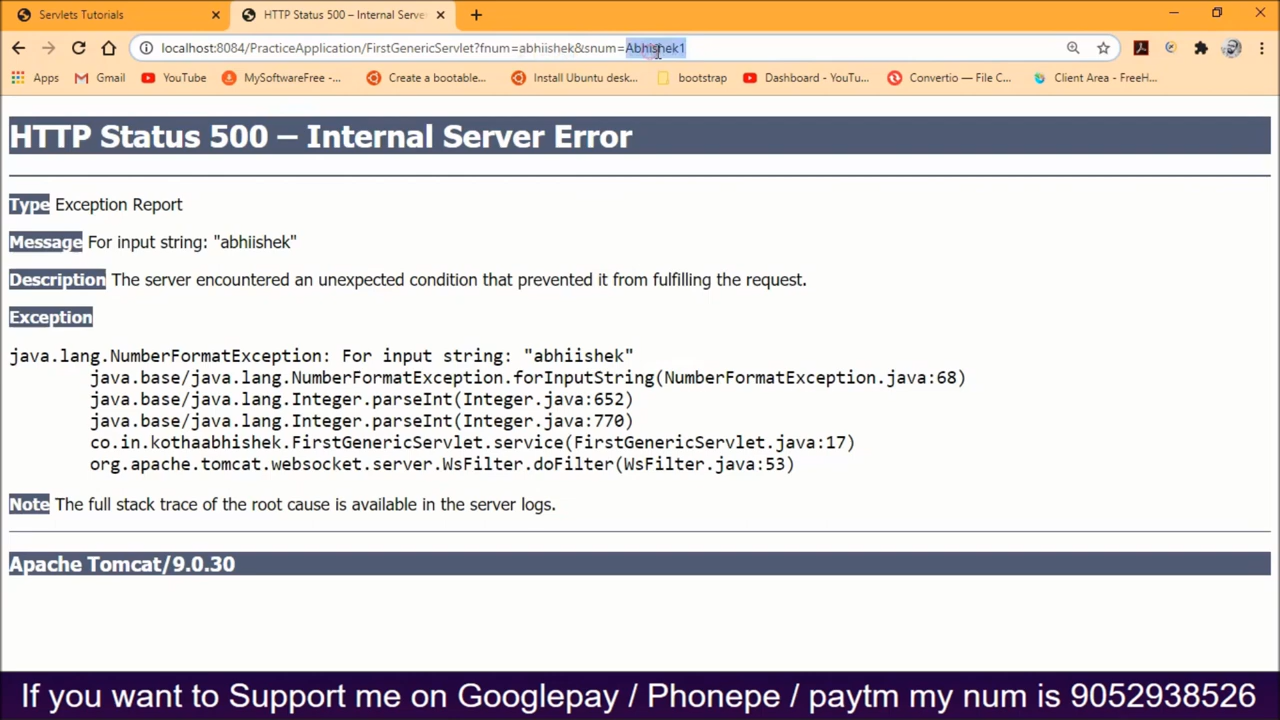 Servlets Tutorials
HTTP Status 500 – Internal Serve
localhost:8084/PracticeApplication/FirstGenericServlet?fnum=abhiishek&snum=Abhishek1
Apps Gmail YouTube MySoftwareFree -... Create a bootable... Install Ubuntu desk... bootstrap Dashboard - YouTu... Convertio — File C... Client Area - FreeH...
HTTP Status 500 – Internal Server Error
Type Exception Report
Message For input string: "abhiishek"
Description The server encountered an unexpected condition that prevented it from fulfilling the request.
Exception
java.lang.NumberFormatException: For input string: "abhiishek"
java.base/java.lang.NumberFormatException.forInputString(NumberFormatException.java:68)
java.base/java.lang.Integer.parseInt(Integer.java:652)
java.base/java.lang.Integer.parseInt(Integer.java:770)
co.in.kothaabhishek.FirstGenericServlet.service(FirstGenericServlet.java:17)
org.apache.tomcat.websocket.server.WsFilter.doFilter(WsFilter.java:53)
Note The full stack trace of the root cause is available in the server logs.
Apache Tomcat/9.0.30
If you want to Support me on Googlepay / Phonepe / paytm my num is 9052938526